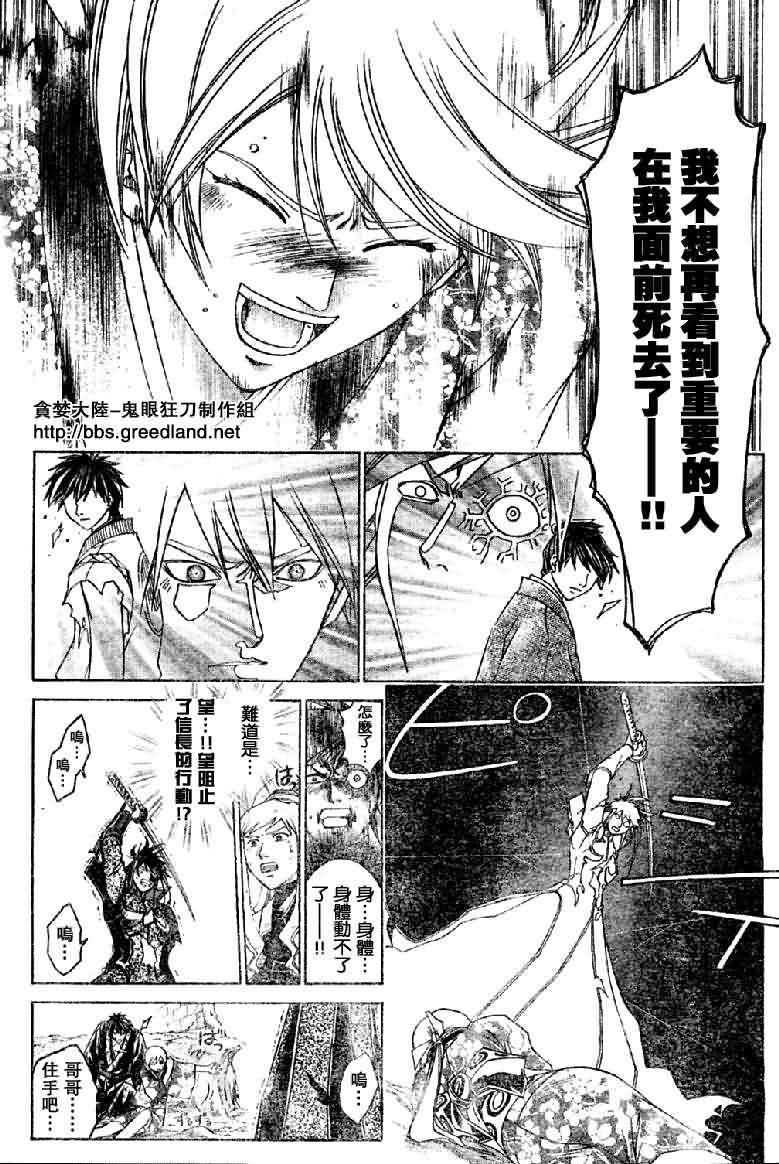 我不想再看到重要的人
在我面前死去了——!!
貪婪大陸-鬼眼狂刀制作組
http://bbs.greedland.net
怎麼了…
身…身體…
身體動不了
了——!!
難道是…
望…!!望阻止
了信長的行動!?
は
嗚…
嗚…
嗚…
ばっ
哥哥……
住手吧……